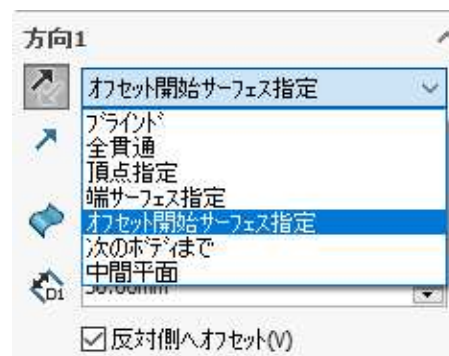 方向1
オフセット開始サーフェス指定
ブラインド
全貫通
頂点指定
端サーフェス指定
オフセット開始サーフェス指定
次のボディまで
中間平面
D1
反対側へオフセット(V)